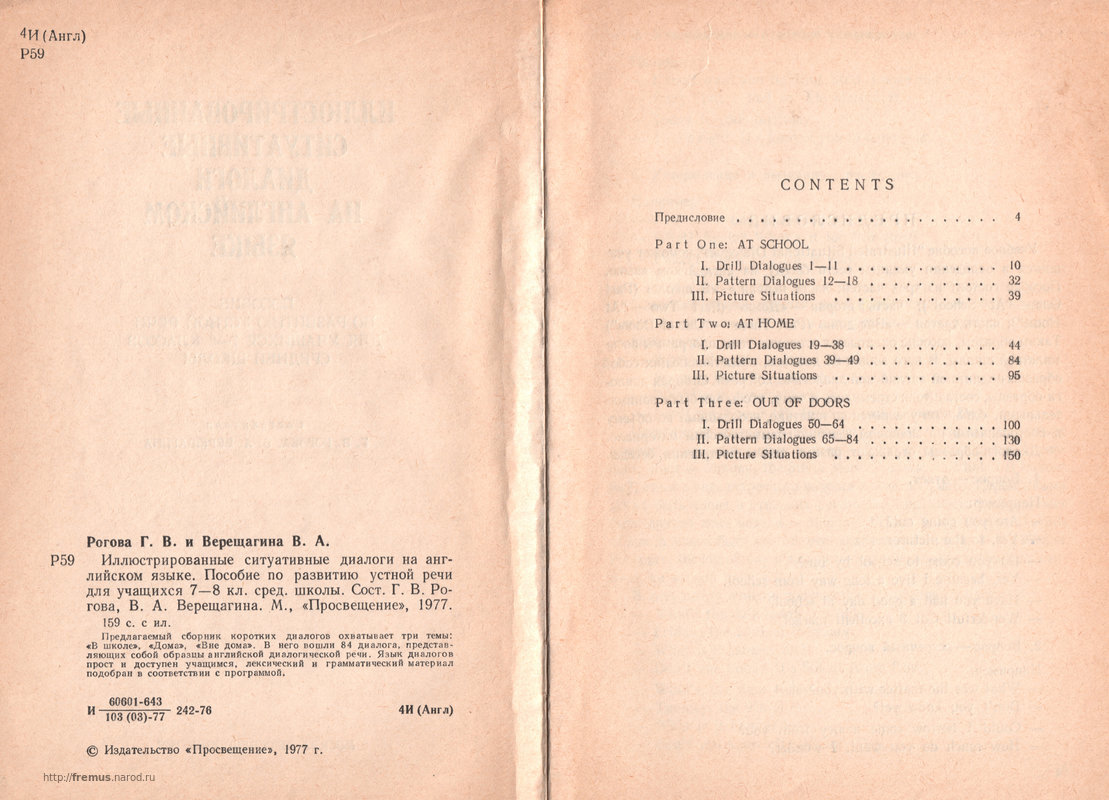 4И (Англ)
Р59
Рогова Г. В. и Верещагина В. А.
Р59 Иллюстрированные ситуативные диалоги на анг-
лийском языке. Пособие по развитию устной речи
для учащихся 7—8 кл. сред. школы. Сост. Г. В. Ро-
гова, В. А. Верещагина. М., «Просвещение», 1977.
159 с. с ил.
Предлагаемый сборник коротких диалогов охватывает три темы:
«В школе», «Дома», «Вне дома». В него вошли 84 диалога, представ-
ляющих собой образцы английской диалогической речи. Язык диалогов
прост и доступен учащимся, лексический и грамматический материал
подобран в соответствии с программой.
60601-643
И 242-76 4И (Англ)
103 (03)-77
© Издательство «Просвещение», 1977 г.
http://fremus.narod.ru
CONTENTS
Предисловие . . . . . . . . . . . . . . . . . . . . 4
Part One: AT SCHOOL
I. Drill Dialogues 1—11 . . . . . . . . . . . . 10
II. Pattern Dialogues 12—18 . . . . . . . . . . . 32
III. Picture Situations . . . . . . . . . . . . . 39
Part Two: AT HOME
I. Drill Dialogues 19—38 . . . . . . . . . . . 44
II. Pattern Dialogues 39—49 . . . . . . . . . . . 84
III. Picture Situations . . . . . . . . . . . . . 95
Part Three: OUT OF DOORS
I. Drill Dialogues 50—64 . . . . . . . . . . . 100
II. Pattern Dialogues 65—84 . . . . . . . . . . 130
III. Picture Situations . . . . . . . . . . . . . 150